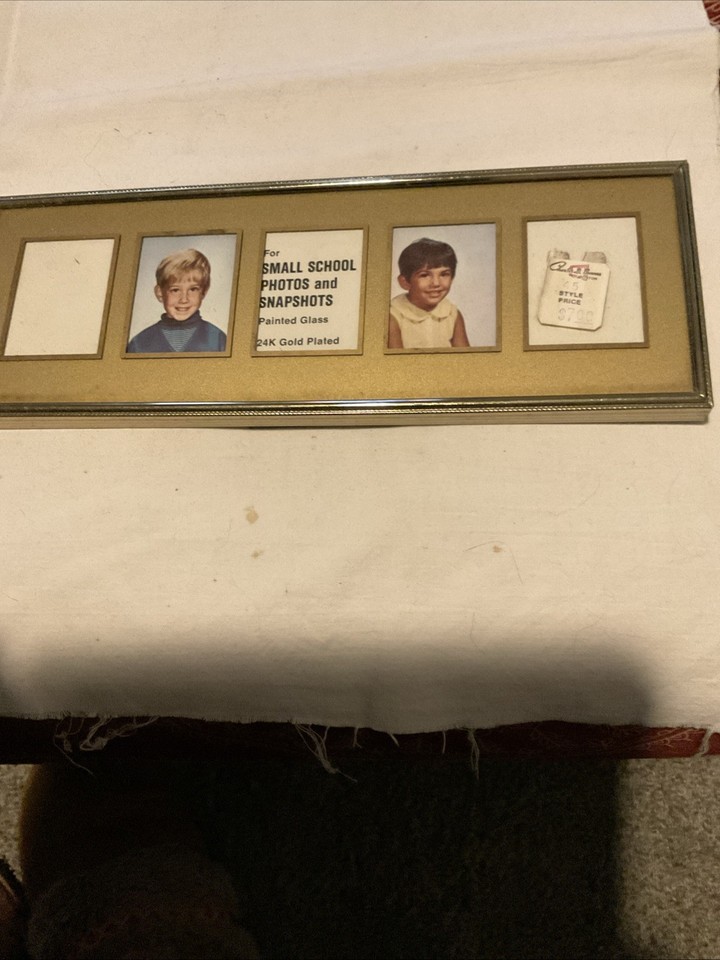 For
SMALL SCHOOL
PHOTOS and
SNAPSHOTS
Painted Glass
24K Gold Plated
STYLE
PRICE